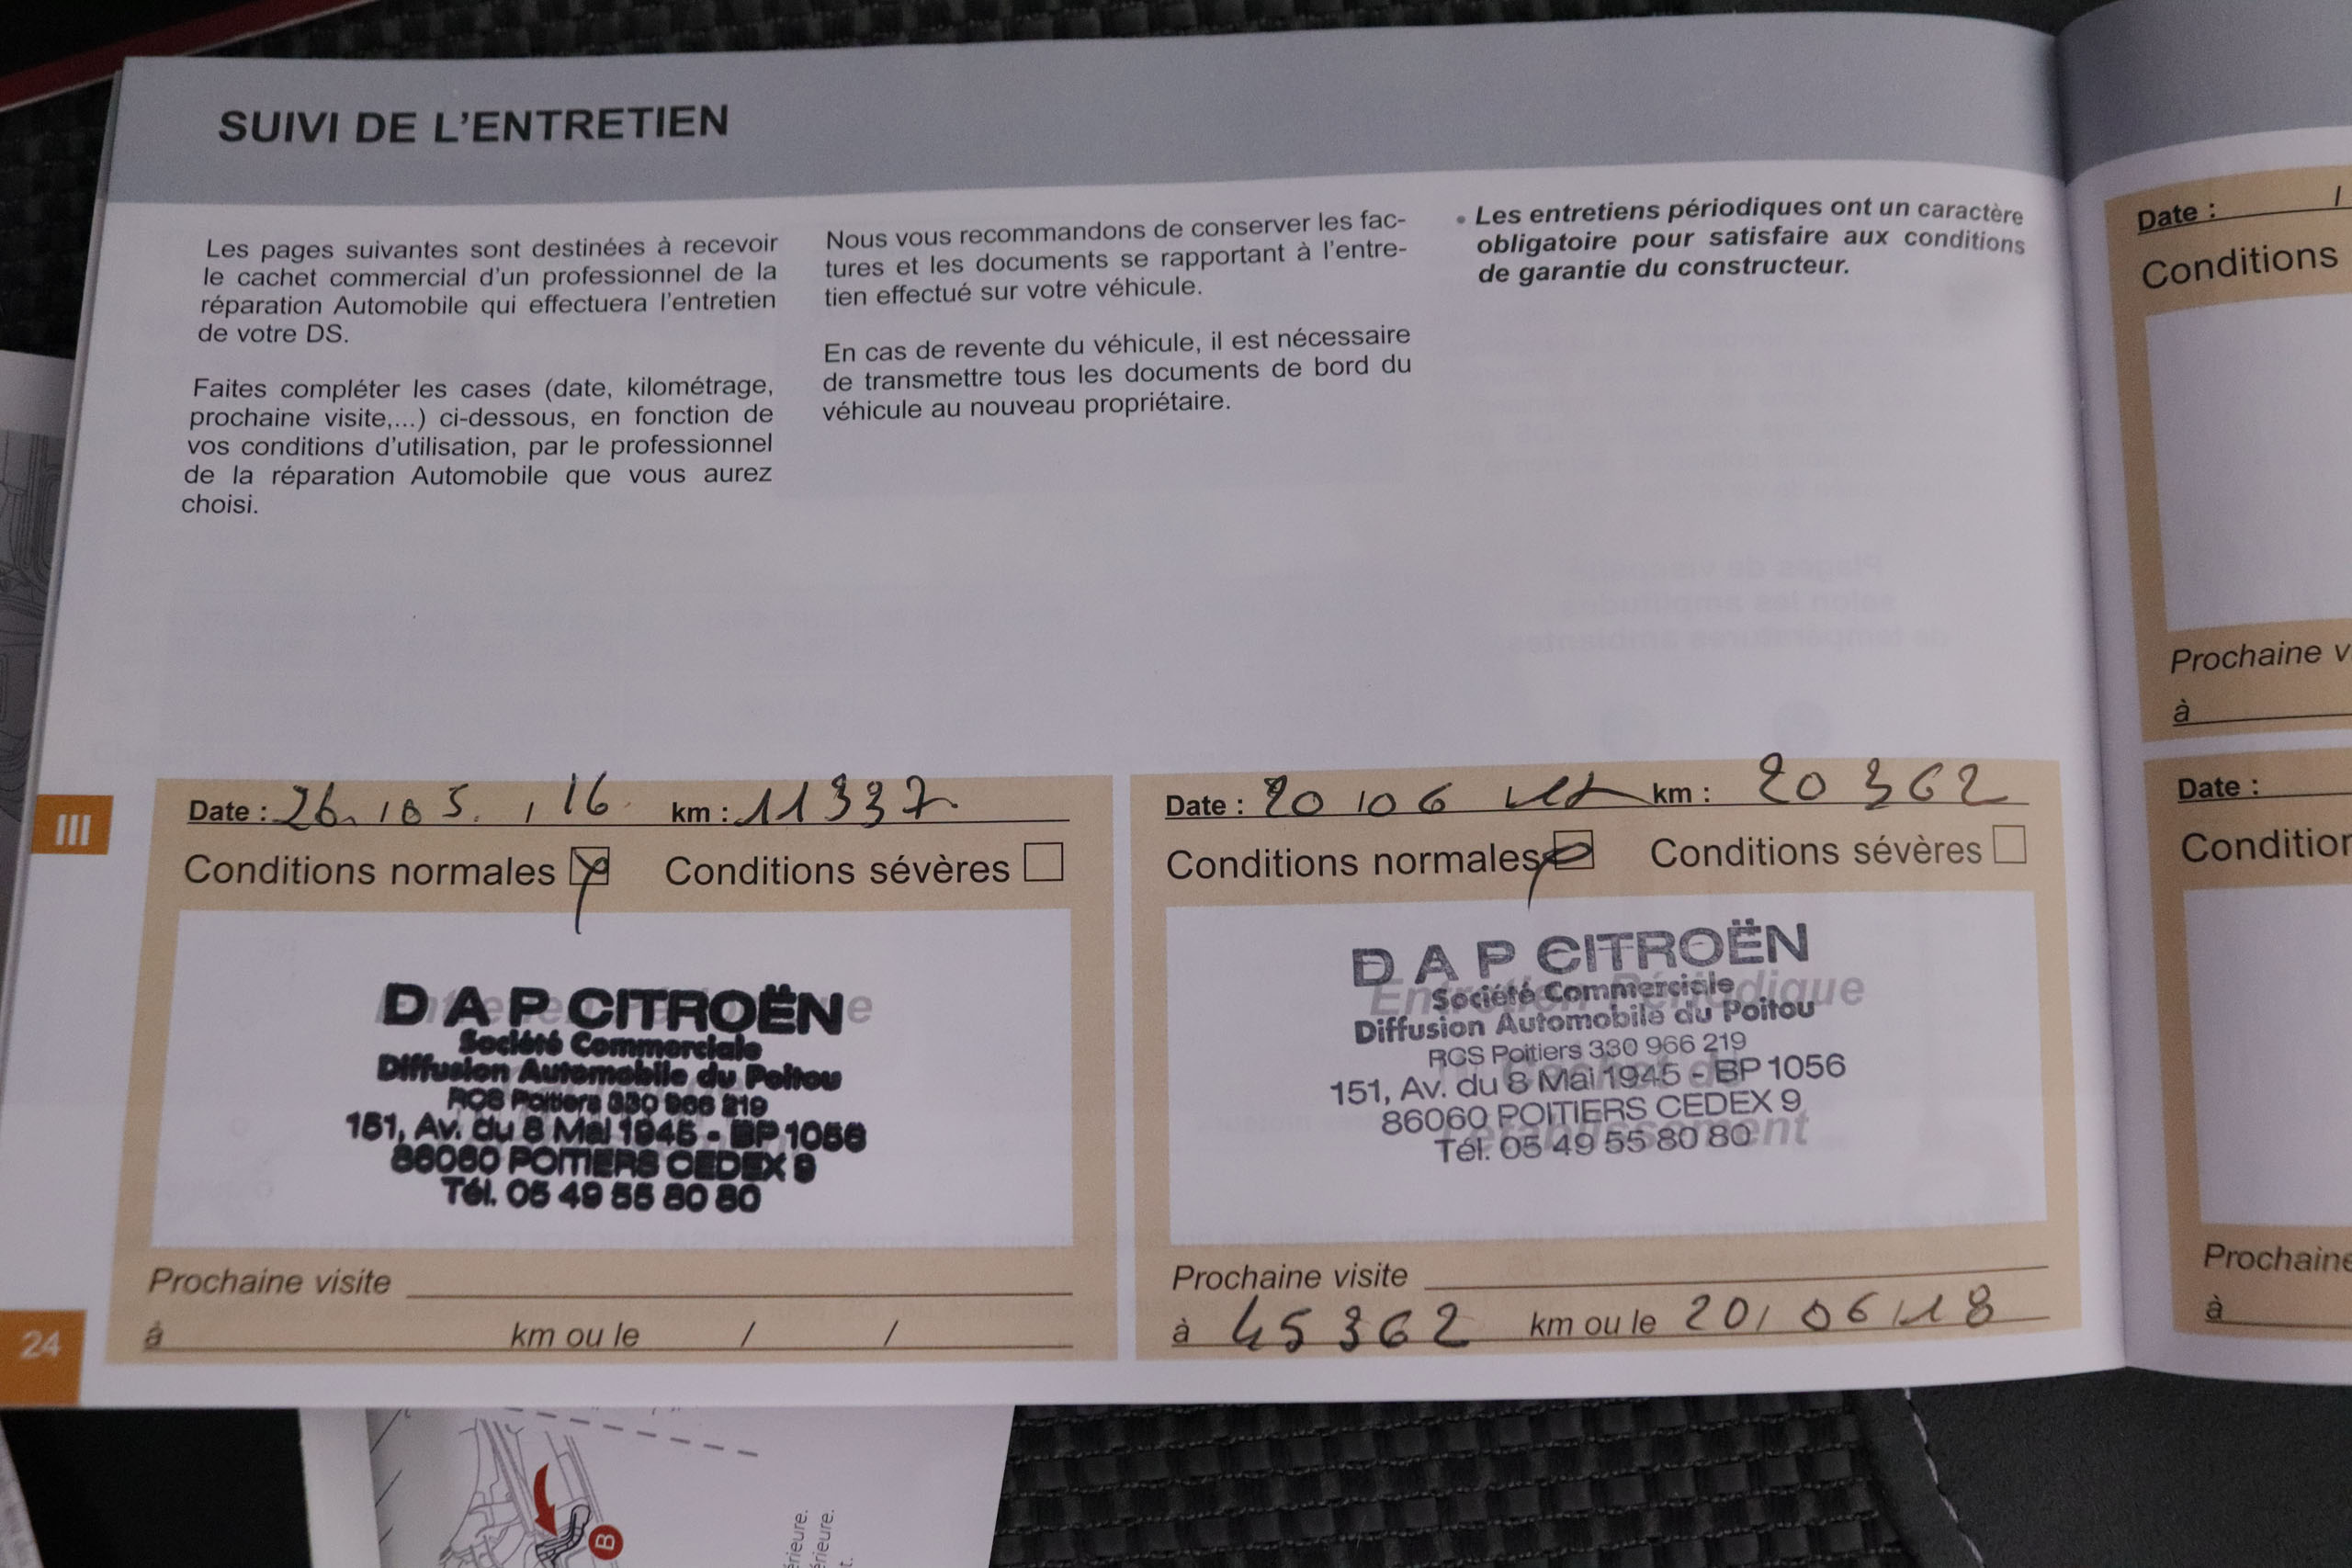 SUIVI DE L'ENTRETIEN
Les pages suivantes sont destinées à recevoir
le cachet commercial d'un professionnel de la
réparation Automobile qui effectuera l'entretien
de votre DS.
Faites compléter les cases (date, kilométrage,
prochaine visite,...) ci-dessous, en fonction de
vos conditions d'utilisation, par le professionnel
de la réparation Automobile que vous aurez
choisi.
Nous vous recommandons de conserver les fac-
tures et les documents se rapportant à l'entre-
tien effectué sur votre véhicule.
En cas de revente du véhicule, il est nécessaire
de transmettre tous les documents de bord du
véhicule au nouveau propriétaire.
• Les entretiens périodiques ont un caractère
obligatoire pour satisfaire aux conditions
de garantie du constructeur.
III
Date : 26. / 05. / 16 km : 11337
Conditions normales Conditions sévères
D A P CITROËN
Société Commerciale
Diffusion Automobile du Poitou
RCS Poitiers 330 966 219
151, Av. du 8 Mai 1945 - BP 1056
86060 POITIERS CEDEX 9
Tél. 05 49 55 80 80
Prochaine visite
à km ou le / /
Date : 20 / 06 km : 20 362
Conditions normales Conditions sévères
D A P CITROËN
Société Commerciale
Diffusion Automobile du Poitou
RCS Poitiers 330 966 219
151, Av. du 8 Mai 1945 - BP 1056
86060 POITIERS CEDEX 9
Tél. 05 49 55 80 80
Prochaine visite
à 45 362 km ou le 20/ 06 / 18
24
Date : /
Conditions
Prochaine v
à
Date :
Condition
Prochaine
à
B
érieure.
érieure.
t.